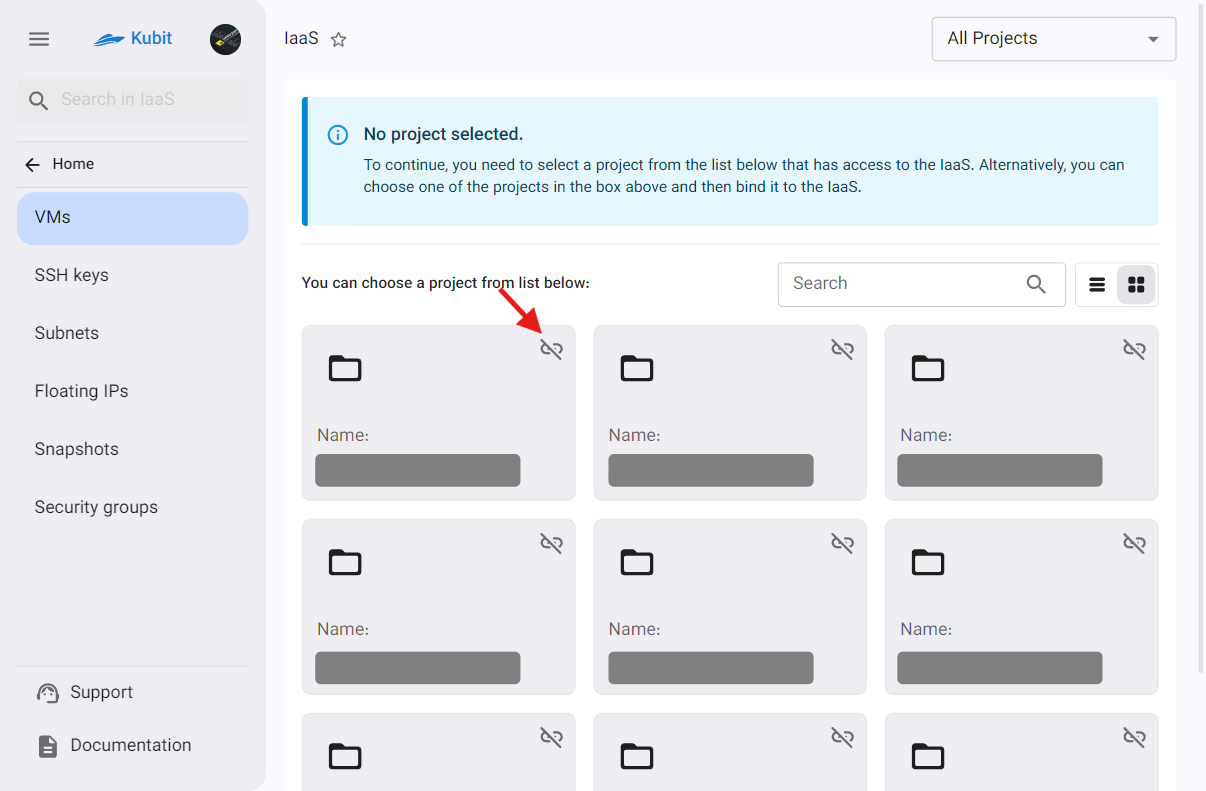 Kubit
IaaS
All Projects
Search in IaaS
Home
VMs
SSH keys
Subnets
Floating IPs
Snapshots
Security groups
Support
Documentation
No project selected.
To continue, you need to select a project from the list below that has access to the IaaS. Alternatively, you can
choose one of the projects in the box above and then bind it to the IaaS.
You can choose a project from list below:
Search
Name:
Name:
Name:
Name:
Name:
Name: